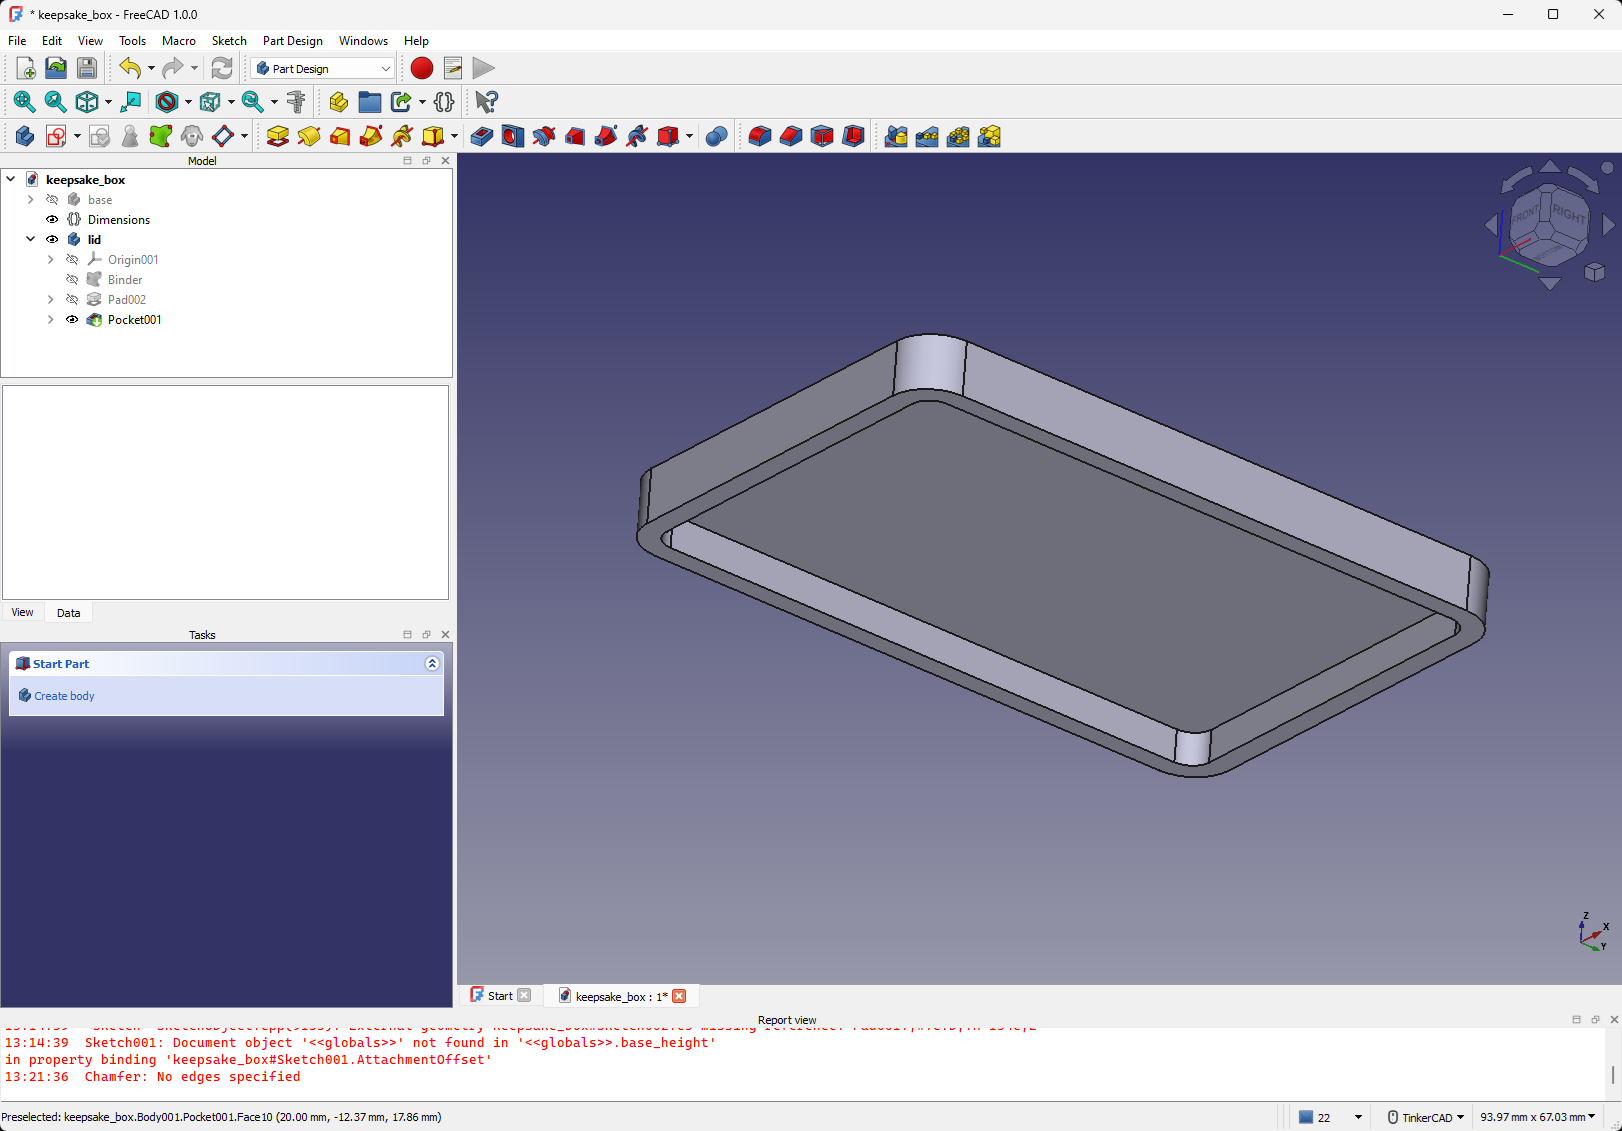 * keepsake_box - FreeCAD 1.0.0
File Edit View Tools Macro Sketch Part Design Windows Help
Part Design
Model
keepsake_box
base
Dimensions
lid
Origin001
Binder
Pad002
Pocket001
View Data
Tasks
Start Part
Create body
FRONT RIGHT
Z
X
Y
Start keepsake_box : 1*
Report view
13:14:39 Sketch001: Document object '<<globals>>' not found in '<<globals>>.base_height'
in property binding 'keepsake_box#Sketch001.AttachmentOffset'
13:21:36 Chamfer: No edges specified
Preselected: keepsake_box.Body001.Pocket001.Face10 (20.00 mm, -12.37 mm, 17.86 mm)
22 TinkerCAD 93.97 mm x 67.03 mm